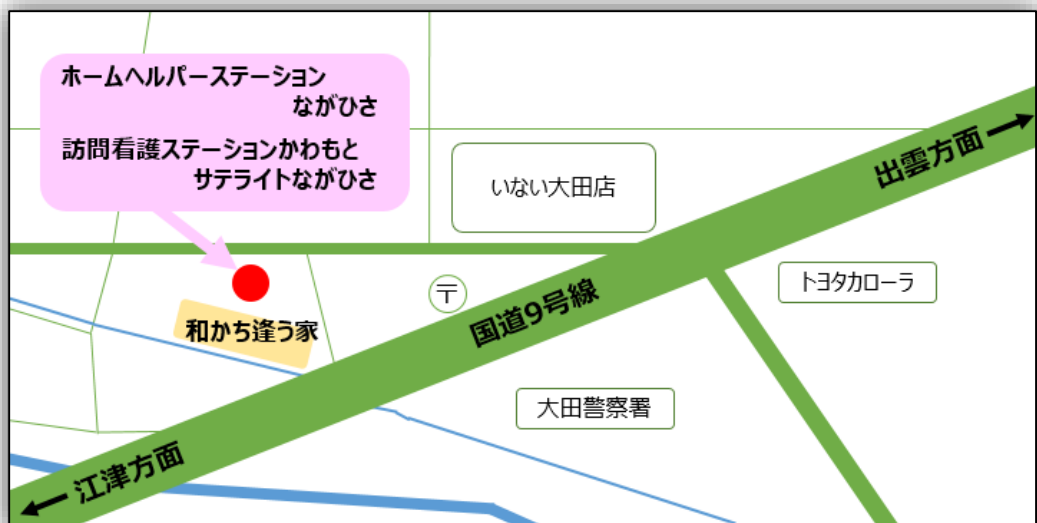 ホームヘルパーステーション
ながひさ
訪問看護ステーションかわもと
サテライトながひさ
いない大田店
出雲方面
トヨタカローラ
〒
国道9号線
和かち逢う家
大田警察署
江津方面